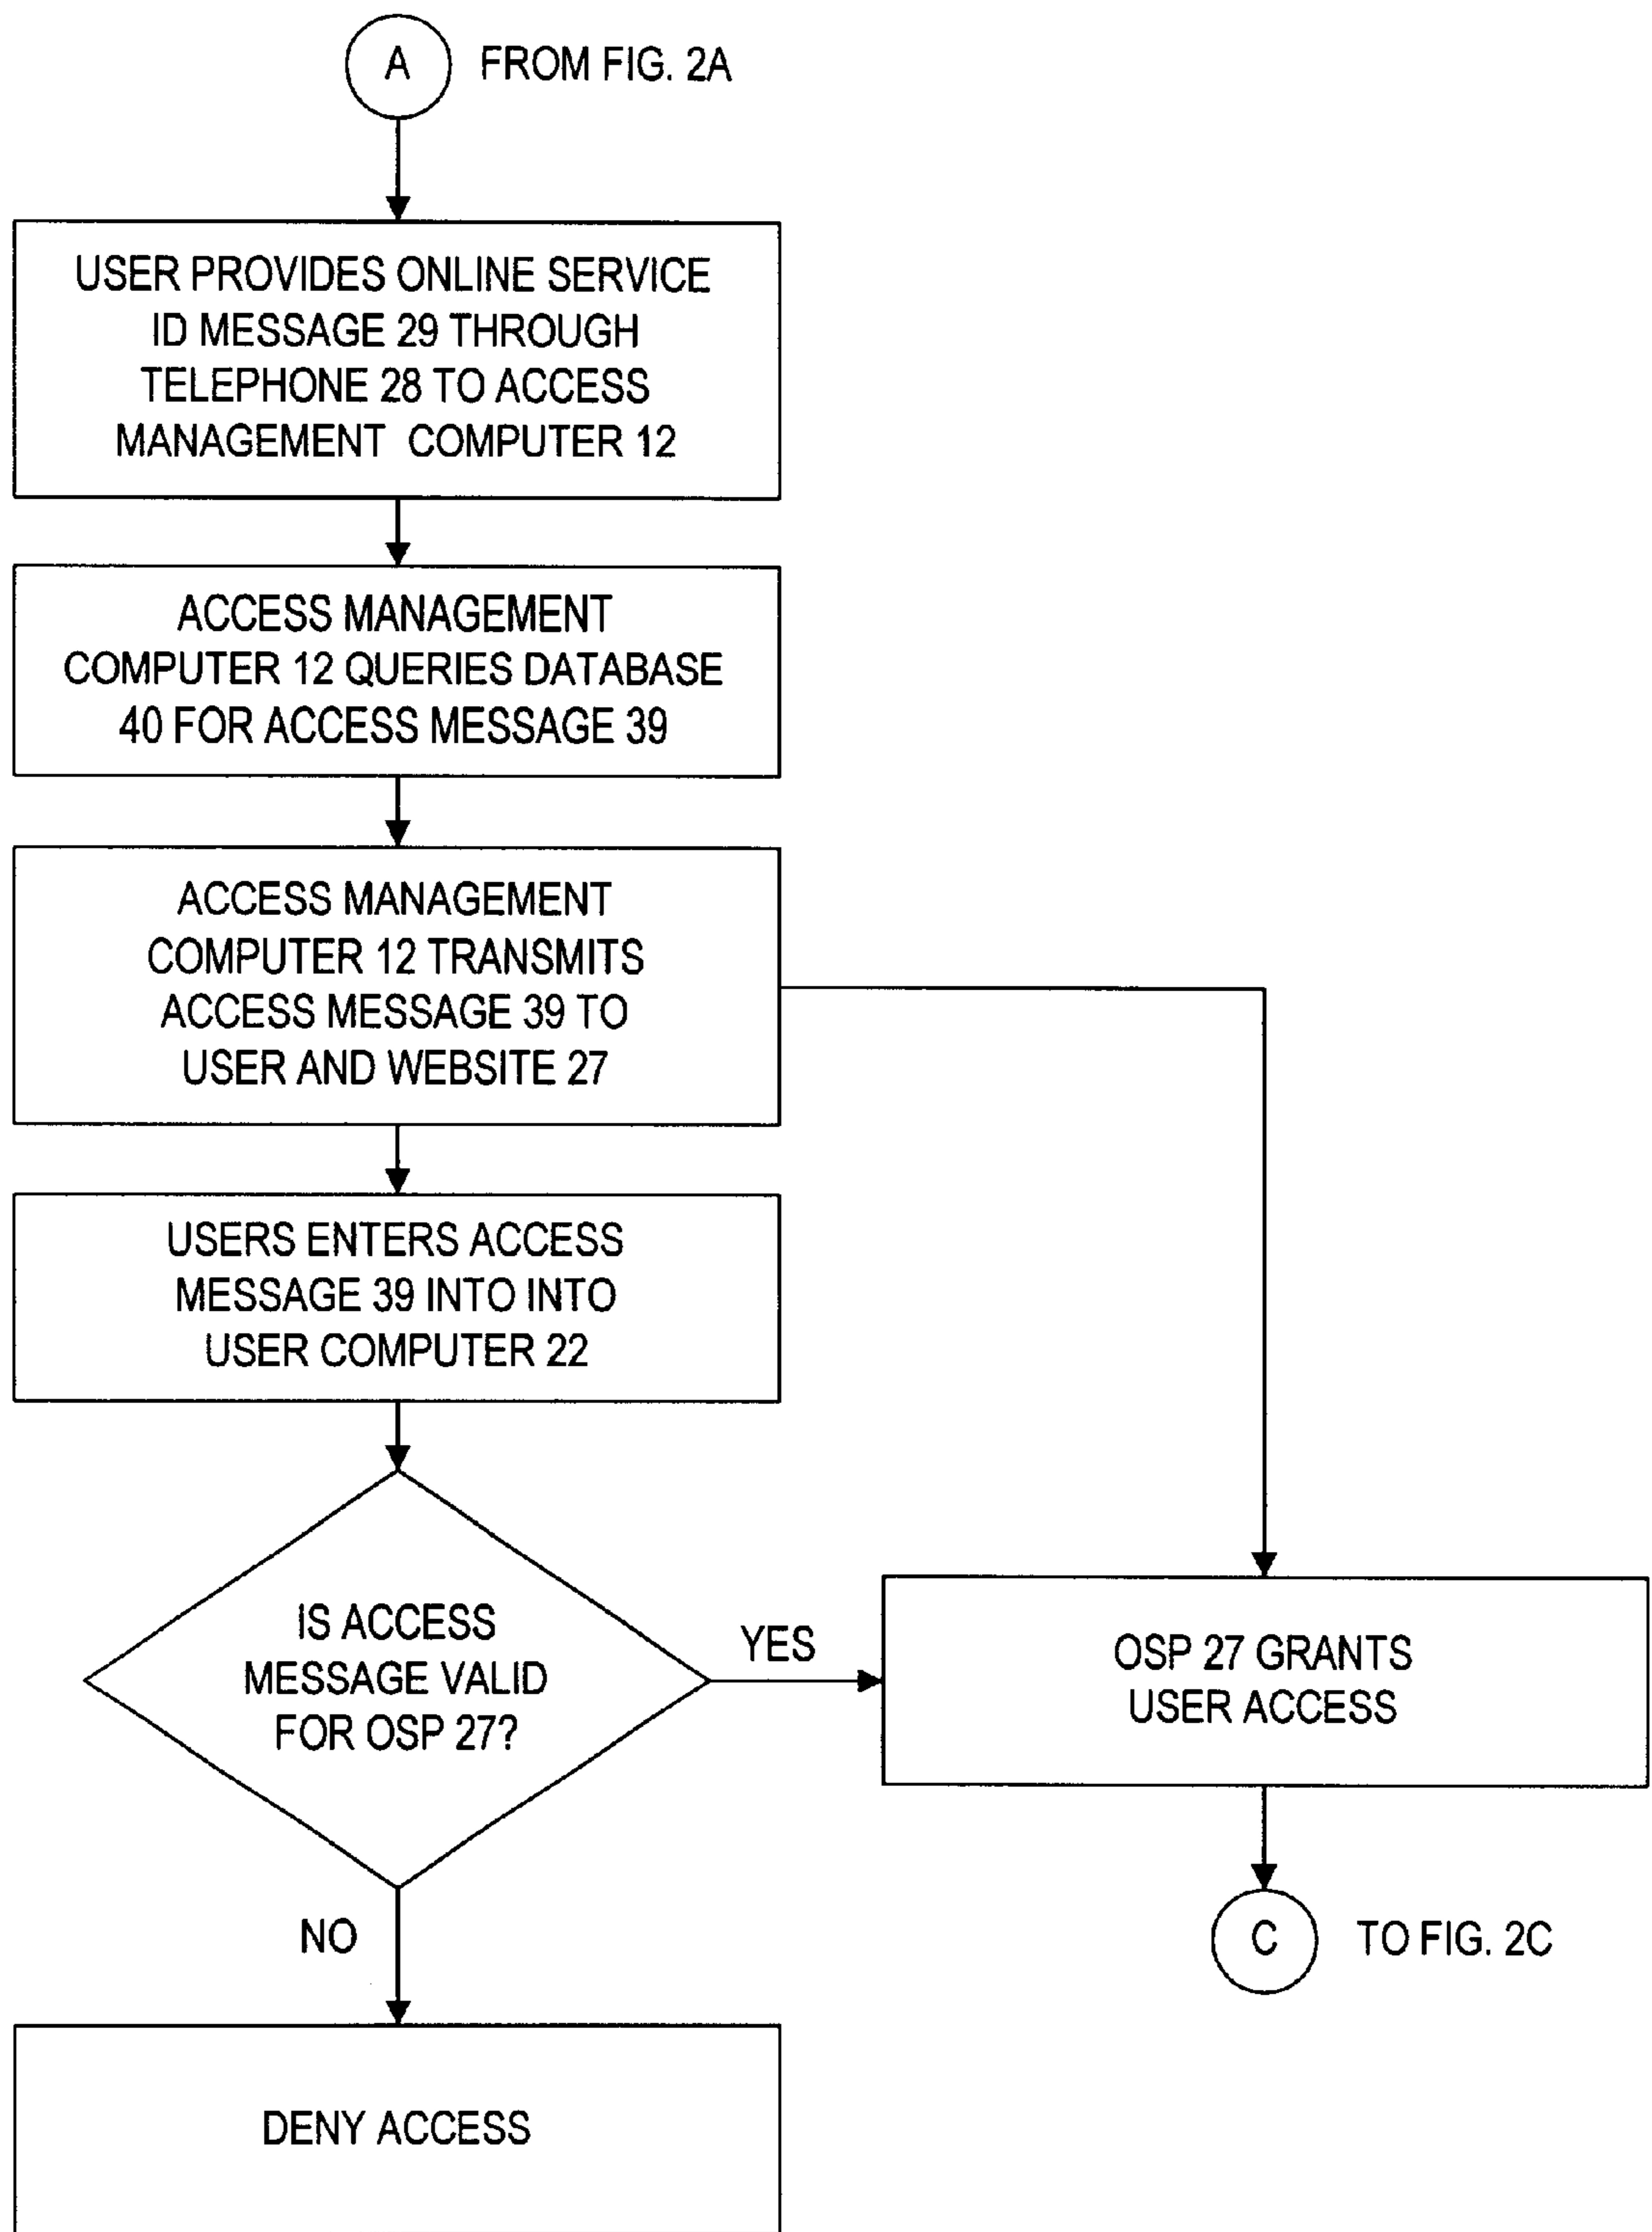 A FROM FIG. 2A
USER PROVIDES ONLINE SERVICE
ID MESSAGE 29 THROUGH
TELEPHONE 28 TO ACCESS
MANAGEMENT COMPUTER 12
ACCESS MANAGEMENT
COMPUTER 12 QUERIES DATABASE
40 FOR ACCESS MESSAGE 39
ACCESS MANAGEMENT
COMPUTER 12 TRANSMITS
ACCESS MESSAGE 39 TO
USER AND WEBSITE 27
USERS ENTERS ACCESS
MESSAGE 39 INTO INTO
USER COMPUTER 22
IS ACCESS
MESSAGE VALID
FOR OSP 27?
YES
OSP 27 GRANTS
USER ACCESS
NO
C TO FIG. 2C
DENY ACCESS